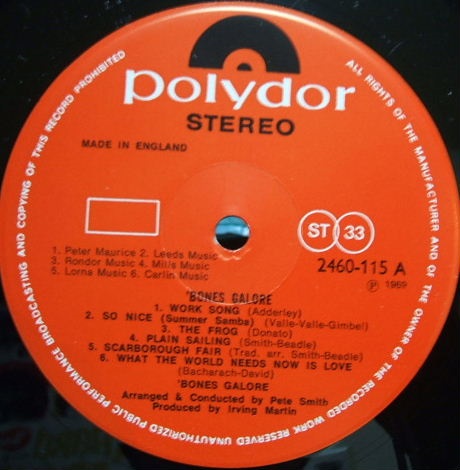 polydor
STEREO
MADE IN ENGLAND
ST 33
2460-115 A
℗ 1969
1. Peter Maurice 2. Leeds Music
3. Rondor Music 4. Mills Music
5. Lorna Music 6. Carlin Music
'BONES GALORE
1. WORK SONG (Adderley)
2. SO NICE (Summer Samba) (Valle-Valle-Gimbel)
3. THE FROG (Donato)
4. PLAIN SAILING (Smith-Beadle)
5. SCARBOROUGH FAIR (Trad. arr. Smith-Beadle)
6. WHAT THE WORLD NEEDS NOW IS LOVE
(Bacharach-David)
'BONES GALORE
Arranged & Conducted by Pete Smith
Produced by Irving Martin
ALL RIGHTS OF THE MANUFACTURER AND OF THE OWNER OF THE RECORDED WORK RESERVED UNAUTHORIZED PUBLIC PERFORMANCE BROADCASTING AND COPYING OF THIS RECORD PROHIBITED